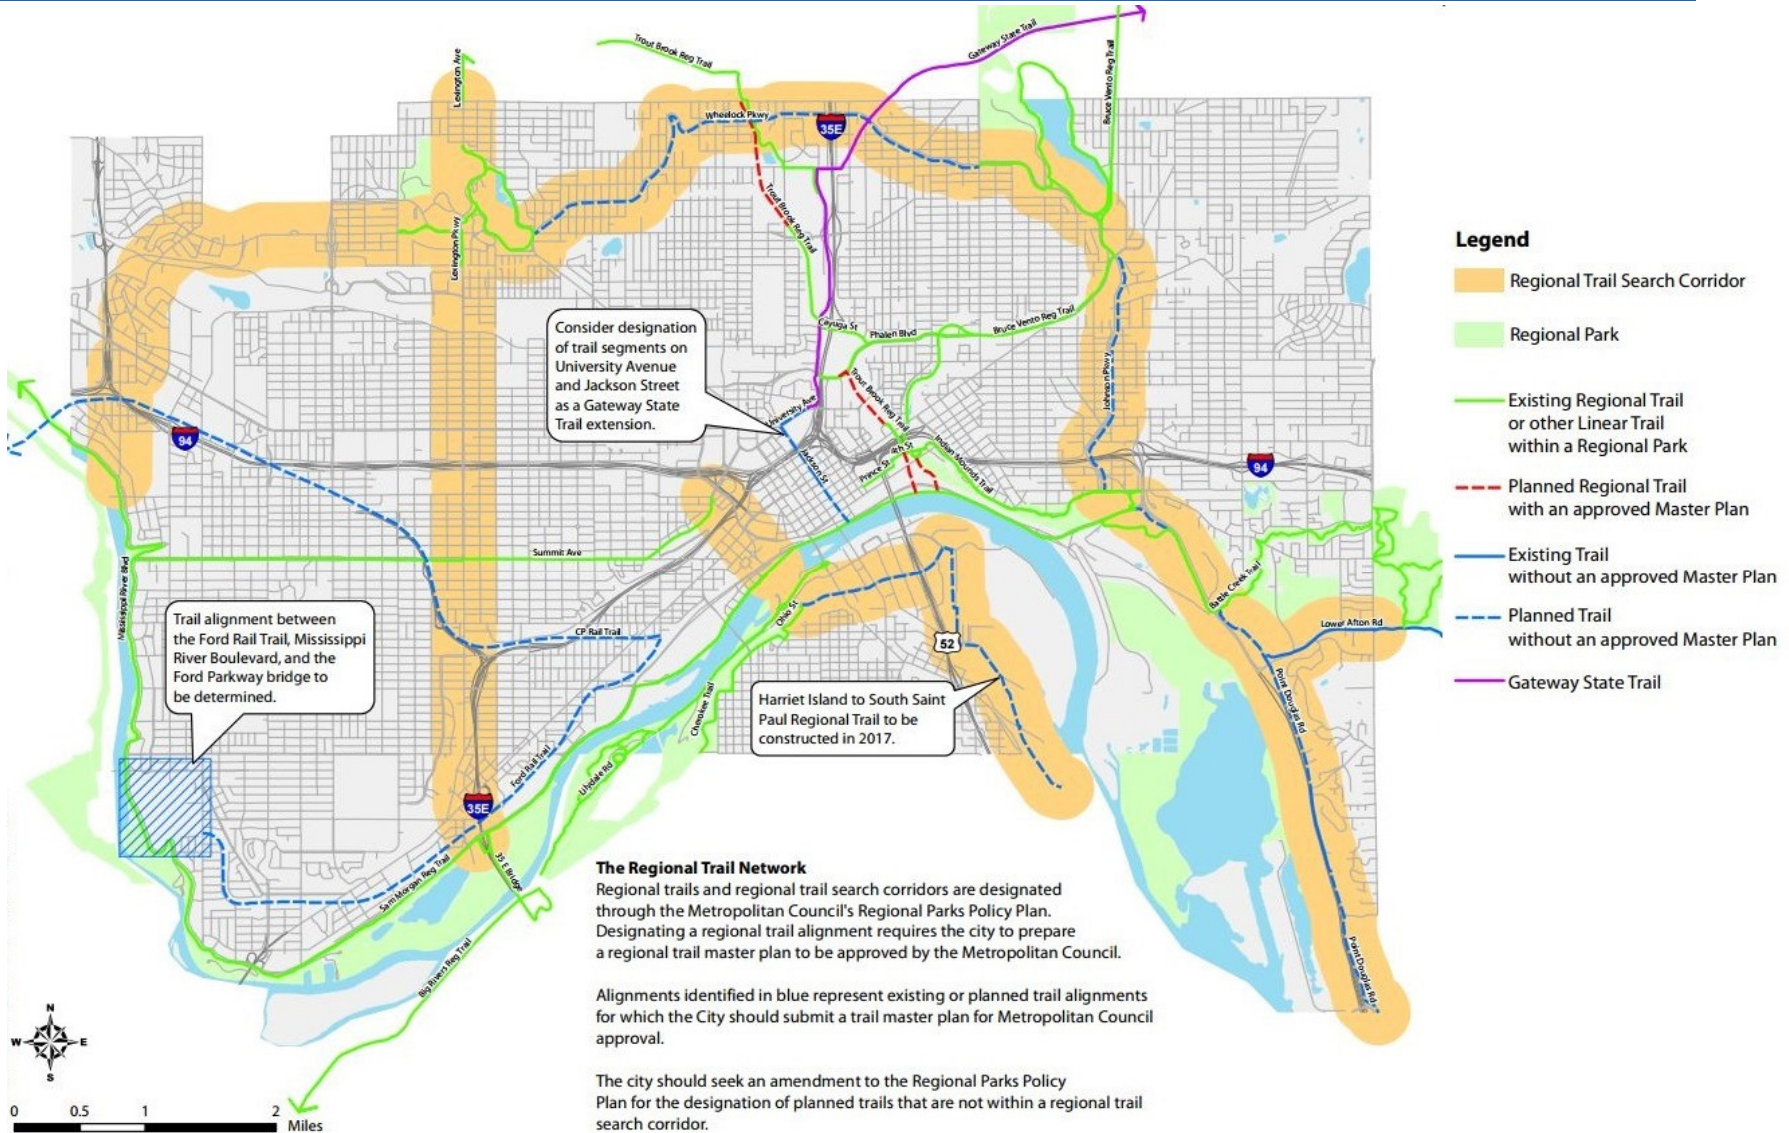 Trout Brook Reg Trail
Gateway State Trail
Bruce Vento Reg Trail
Lexington Ave
Wheelock Pkwy
35E
Trout Brook Reg Trail
Lexington Pkwy
Legend
Regional Trail Search Corridor
Regional Park
Existing Regional Trail
or other Linear Trail
within a Regional Park
Planned Regional Trail
with an approved Master Plan
Existing Trail
without an approved Master Plan
Planned Trail
without an approved Master Plan
Gateway State Trail
Consider designation
of trail segments on
University Avenue
and Jackson Street
as a Gateway State
Trail extension.
Cayuga St
Phalen Blvd
Bruce Vento Reg Trail
Johnson Pkwy
Trout Brook Reg Trail
University Ave
94
Jackson St
Prince St
4th St
Indian Mounds Trail
94
Summit Ave
Mississippi River Blvd
Battle Creek Trail
Ohio St
Trail alignment between
the Ford Rail Trail, Mississippi
River Boulevard, and the
Ford Parkway bridge to
be determined.
CP Rail Trail
52
Lower Afton Rd
Cherokee Trail
Harriet Island to South Saint
Paul Regional Trail to be
constructed in 2017.
Point Douglas Rd
Ford Rail Trail
Lilydale Rd
35E
35 E Bridge
Sam Morgan Reg Trail
Big Rivers Reg Trail
Point Douglas Rd
The Regional Trail Network
Regional trails and regional trail search corridors are designated
through the Metropolitan Council's Regional Parks Policy Plan.
Designating a regional trail alignment requires the city to prepare
a regional trail master plan to be approved by the Metropolitan Council.
Alignments identified in blue represent existing or planned trail alignments
for which the City should submit a trail master plan for Metropolitan Council
approval.
The city should seek an amendment to the Regional Parks Policy
Plan for the designation of planned trails that are not within a regional trail
search corridor.
N
W E
S
0 0.5 1 2
Miles